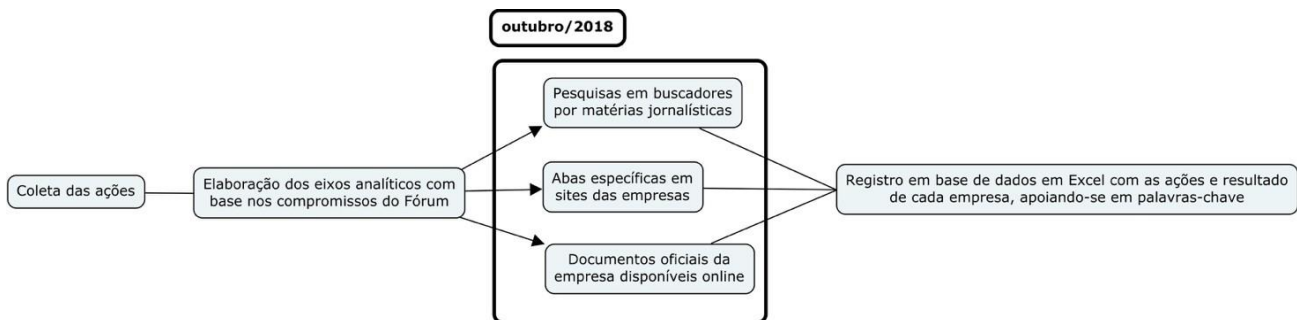 outubro/2018
Pesquisas em buscadores
por matérias jornalísticas
Coleta das ações
Elaboração dos eixos analíticos com
base nos compromissos do Fórum
Abas específicas em
sites das empresas
Registro em base de dados em Excel com as ações e resultado
de cada empresa, apoiando-se em palavras-chave
Documentos oficiais da
empresa disponíveis online